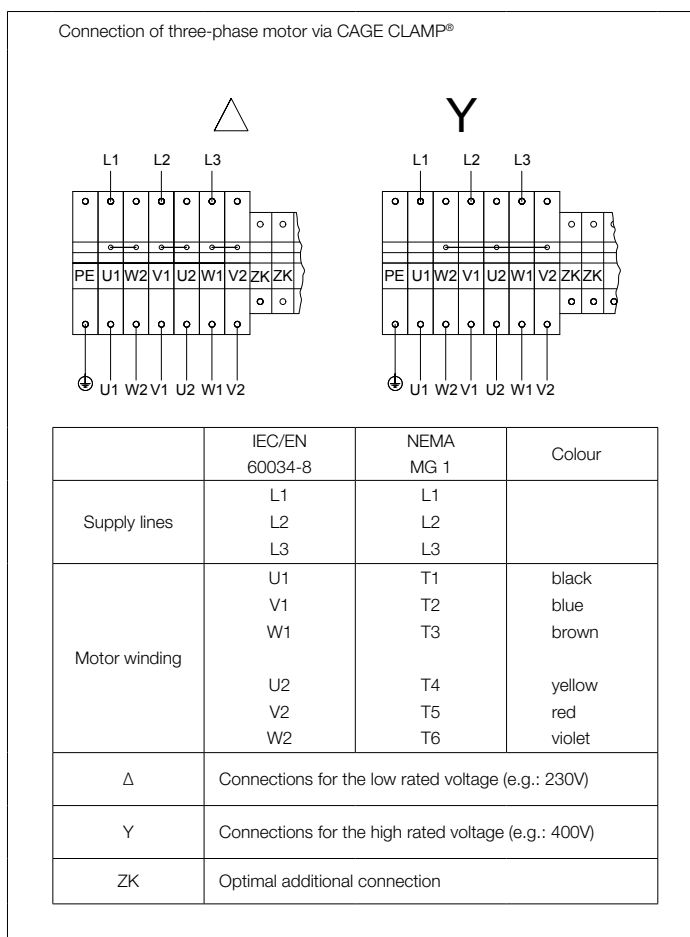 Connection of three-phase motor via CAGE CLAMP®
Δ Y
L1 L2 L3 L1 L2 L3
PE U1 W2 V1 U2 W1 V2 ZK ZK PE U1 W2 V1 U2 W1 V2 ZK ZK
U1 W2 V1 U2 W1 V2 U1 W2 V1 U2 W1 V2
IEC/EN 60034-8 NEMA MG 1 Colour
Supply lines
L1 L1
L2 L2
L3 L3
Motor winding
U1 T1 black
V1 T2 blue
W1 T3 brown
U2 T4 yellow
V2 T5 red
W2 T6 violet
Δ Connections for the low rated voltage (e.g.: 230V)
Y Connections for the high rated voltage (e.g.: 400V)
ZK Optimal additional connection